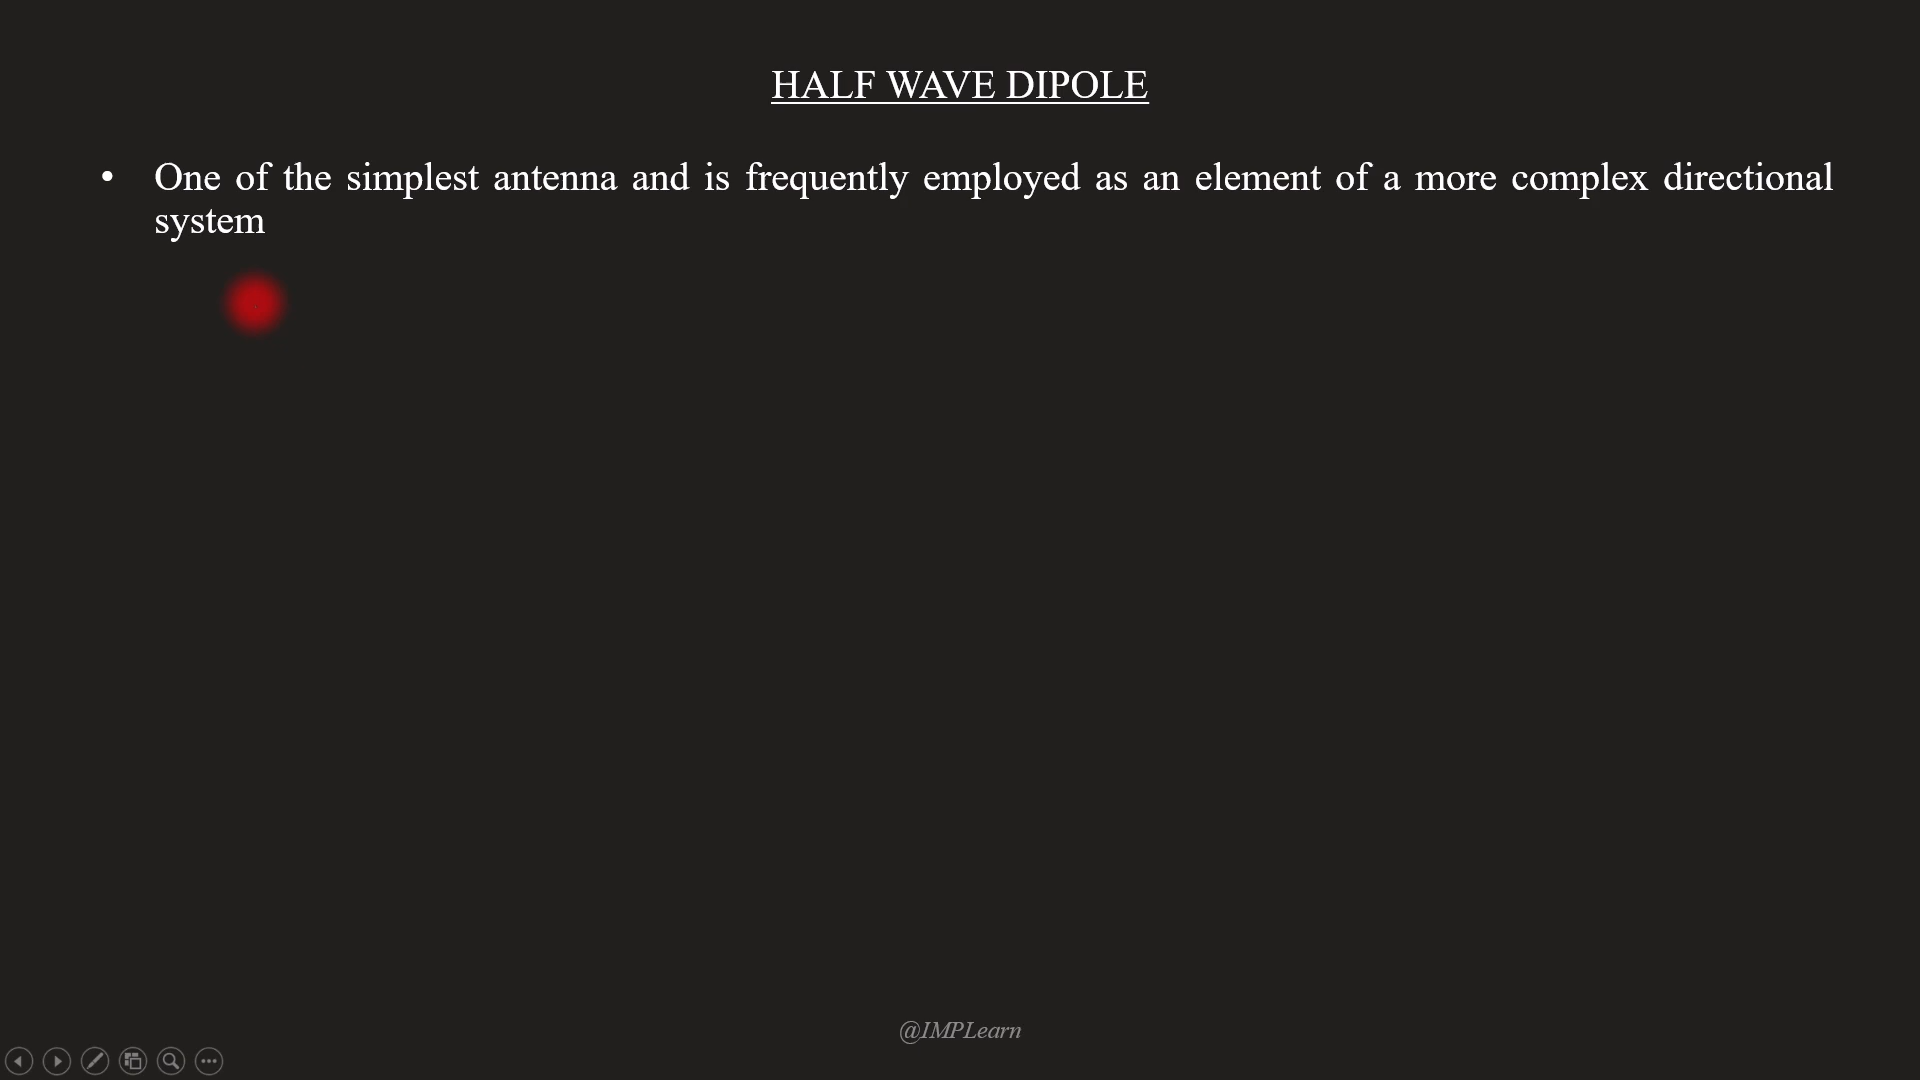 HALF WAVE DIPOLE
• One of the simplest antenna and is frequently employed as an element of a more complex directional
system
@IMPLearn